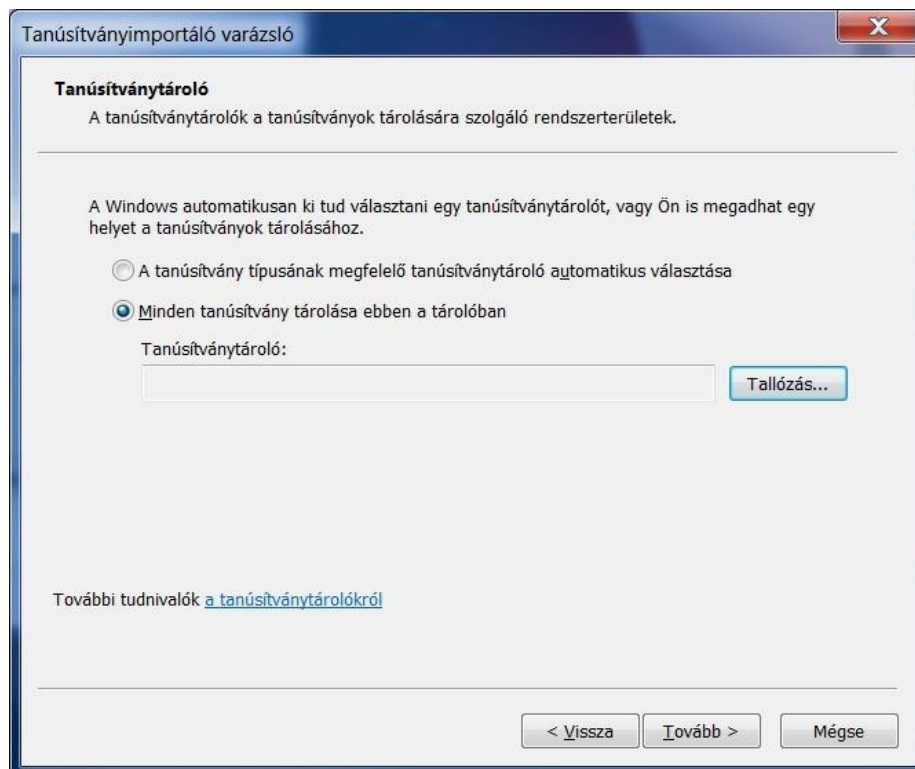 Tanúsítványimportáló varázsló
Tanúsítványtároló
A tanúsítványtárolók a tanúsítványok tárolására szolgáló rendszerterületek.
A Windows automatikusan ki tud választani egy tanúsítványtárolót, vagy Ön is megadhat egy
helyet a tanúsítványok tárolásához.
A tanúsítvány típusának megfelelő tanúsítványtároló automatikus választása
Minden tanúsítvány tárolása ebben a tárolóban
Tanúsítványtároló:
Tallózás...
További tudnivalók a tanúsítványtárolókról
< Vissza Tovább > Mégse